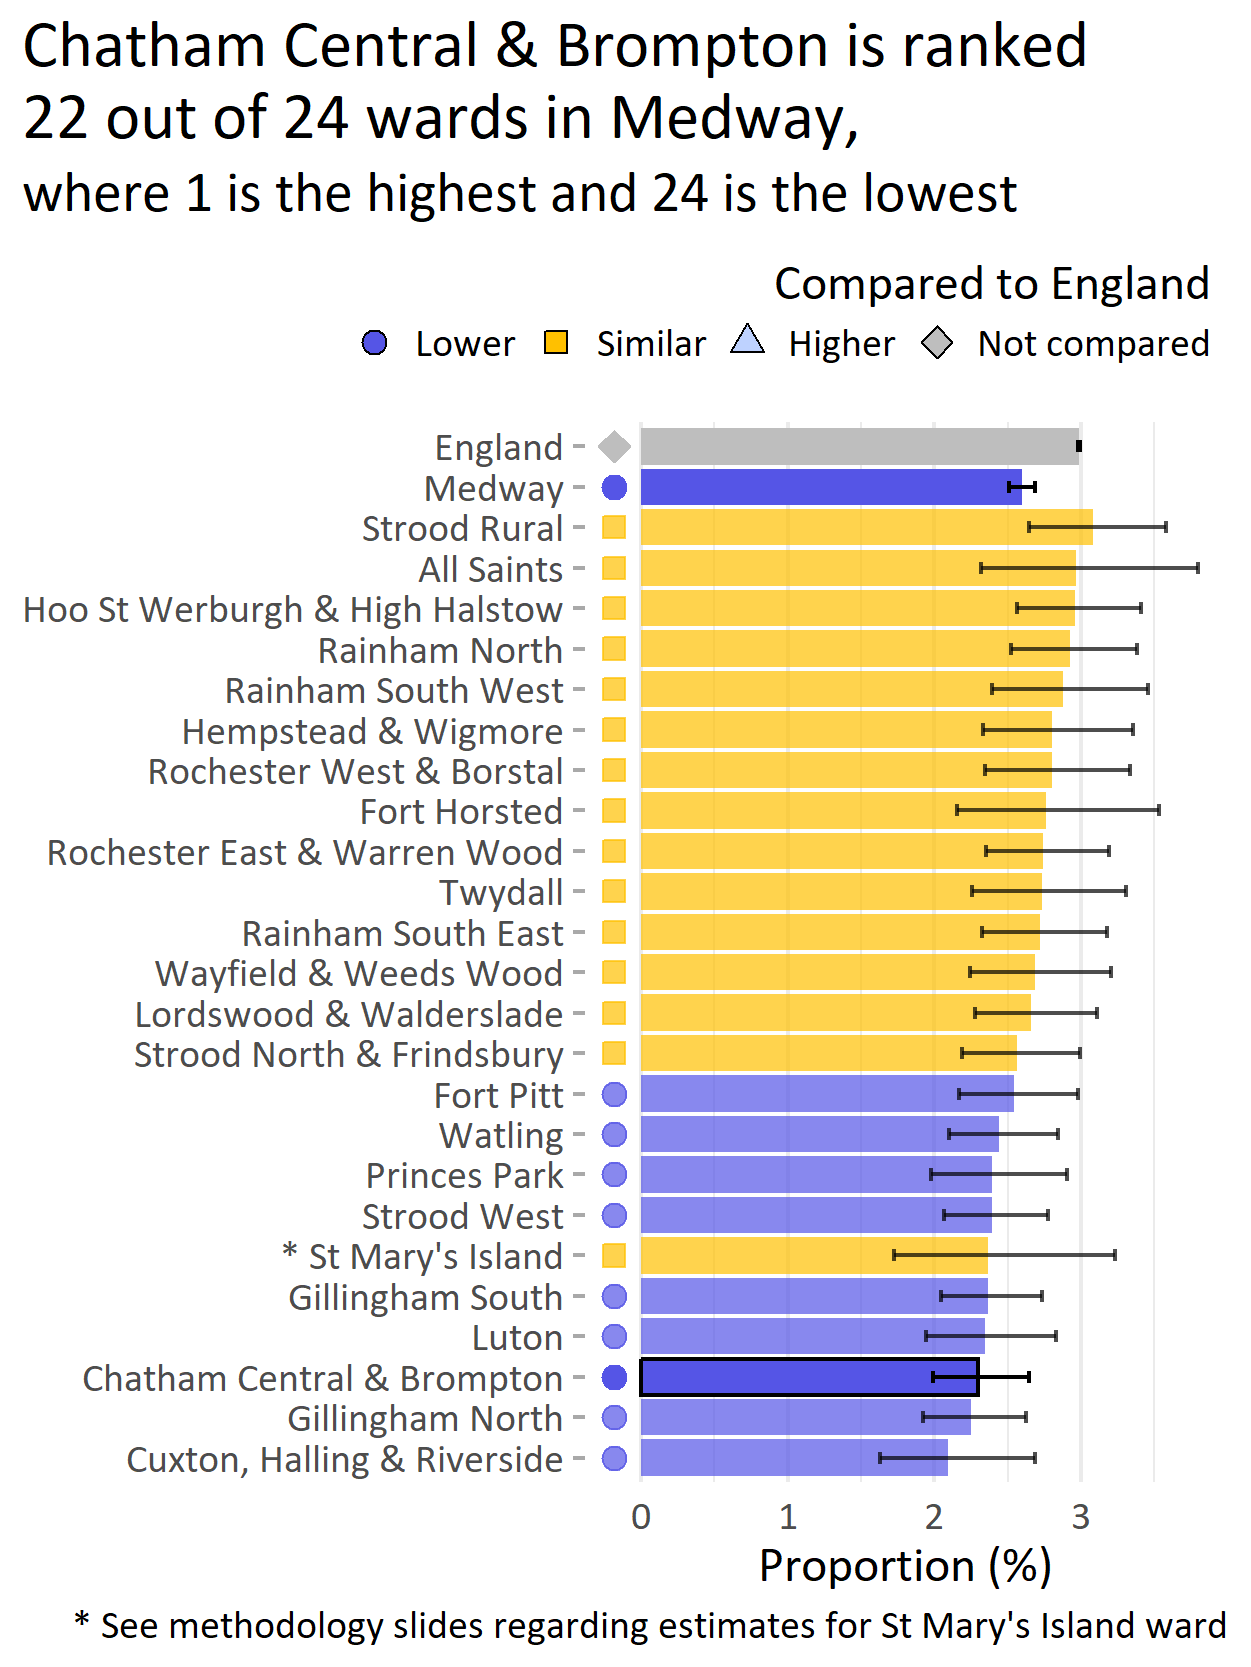 Chatham Central & Brompton is ranked
22 out of 24 wards in Medway,
where 1 is the highest and 24 is the lowest
Compared to England
Lower Similar Higher Not compared
England
Medway
Strood Rural
All Saints
Hoo St Werburgh & High Halstow
Rainham North
Rainham South West
Hempstead & Wigmore
Rochester West & Borstal
Fort Horsted
Rochester East & Warren Wood
Twydall
Rainham South East
Wayfield & Weeds Wood
Lordswood & Walderslade
Strood North & Frindsbury
Fort Pitt
Watling
Princes Park
Strood West
* St Mary's Island
Gillingham South
Luton
Chatham Central & Brompton
Gillingham North
Cuxton, Halling & Riverside
0 1 2 3
Proportion (%)
* See methodology slides regarding estimates for St Mary's Island ward